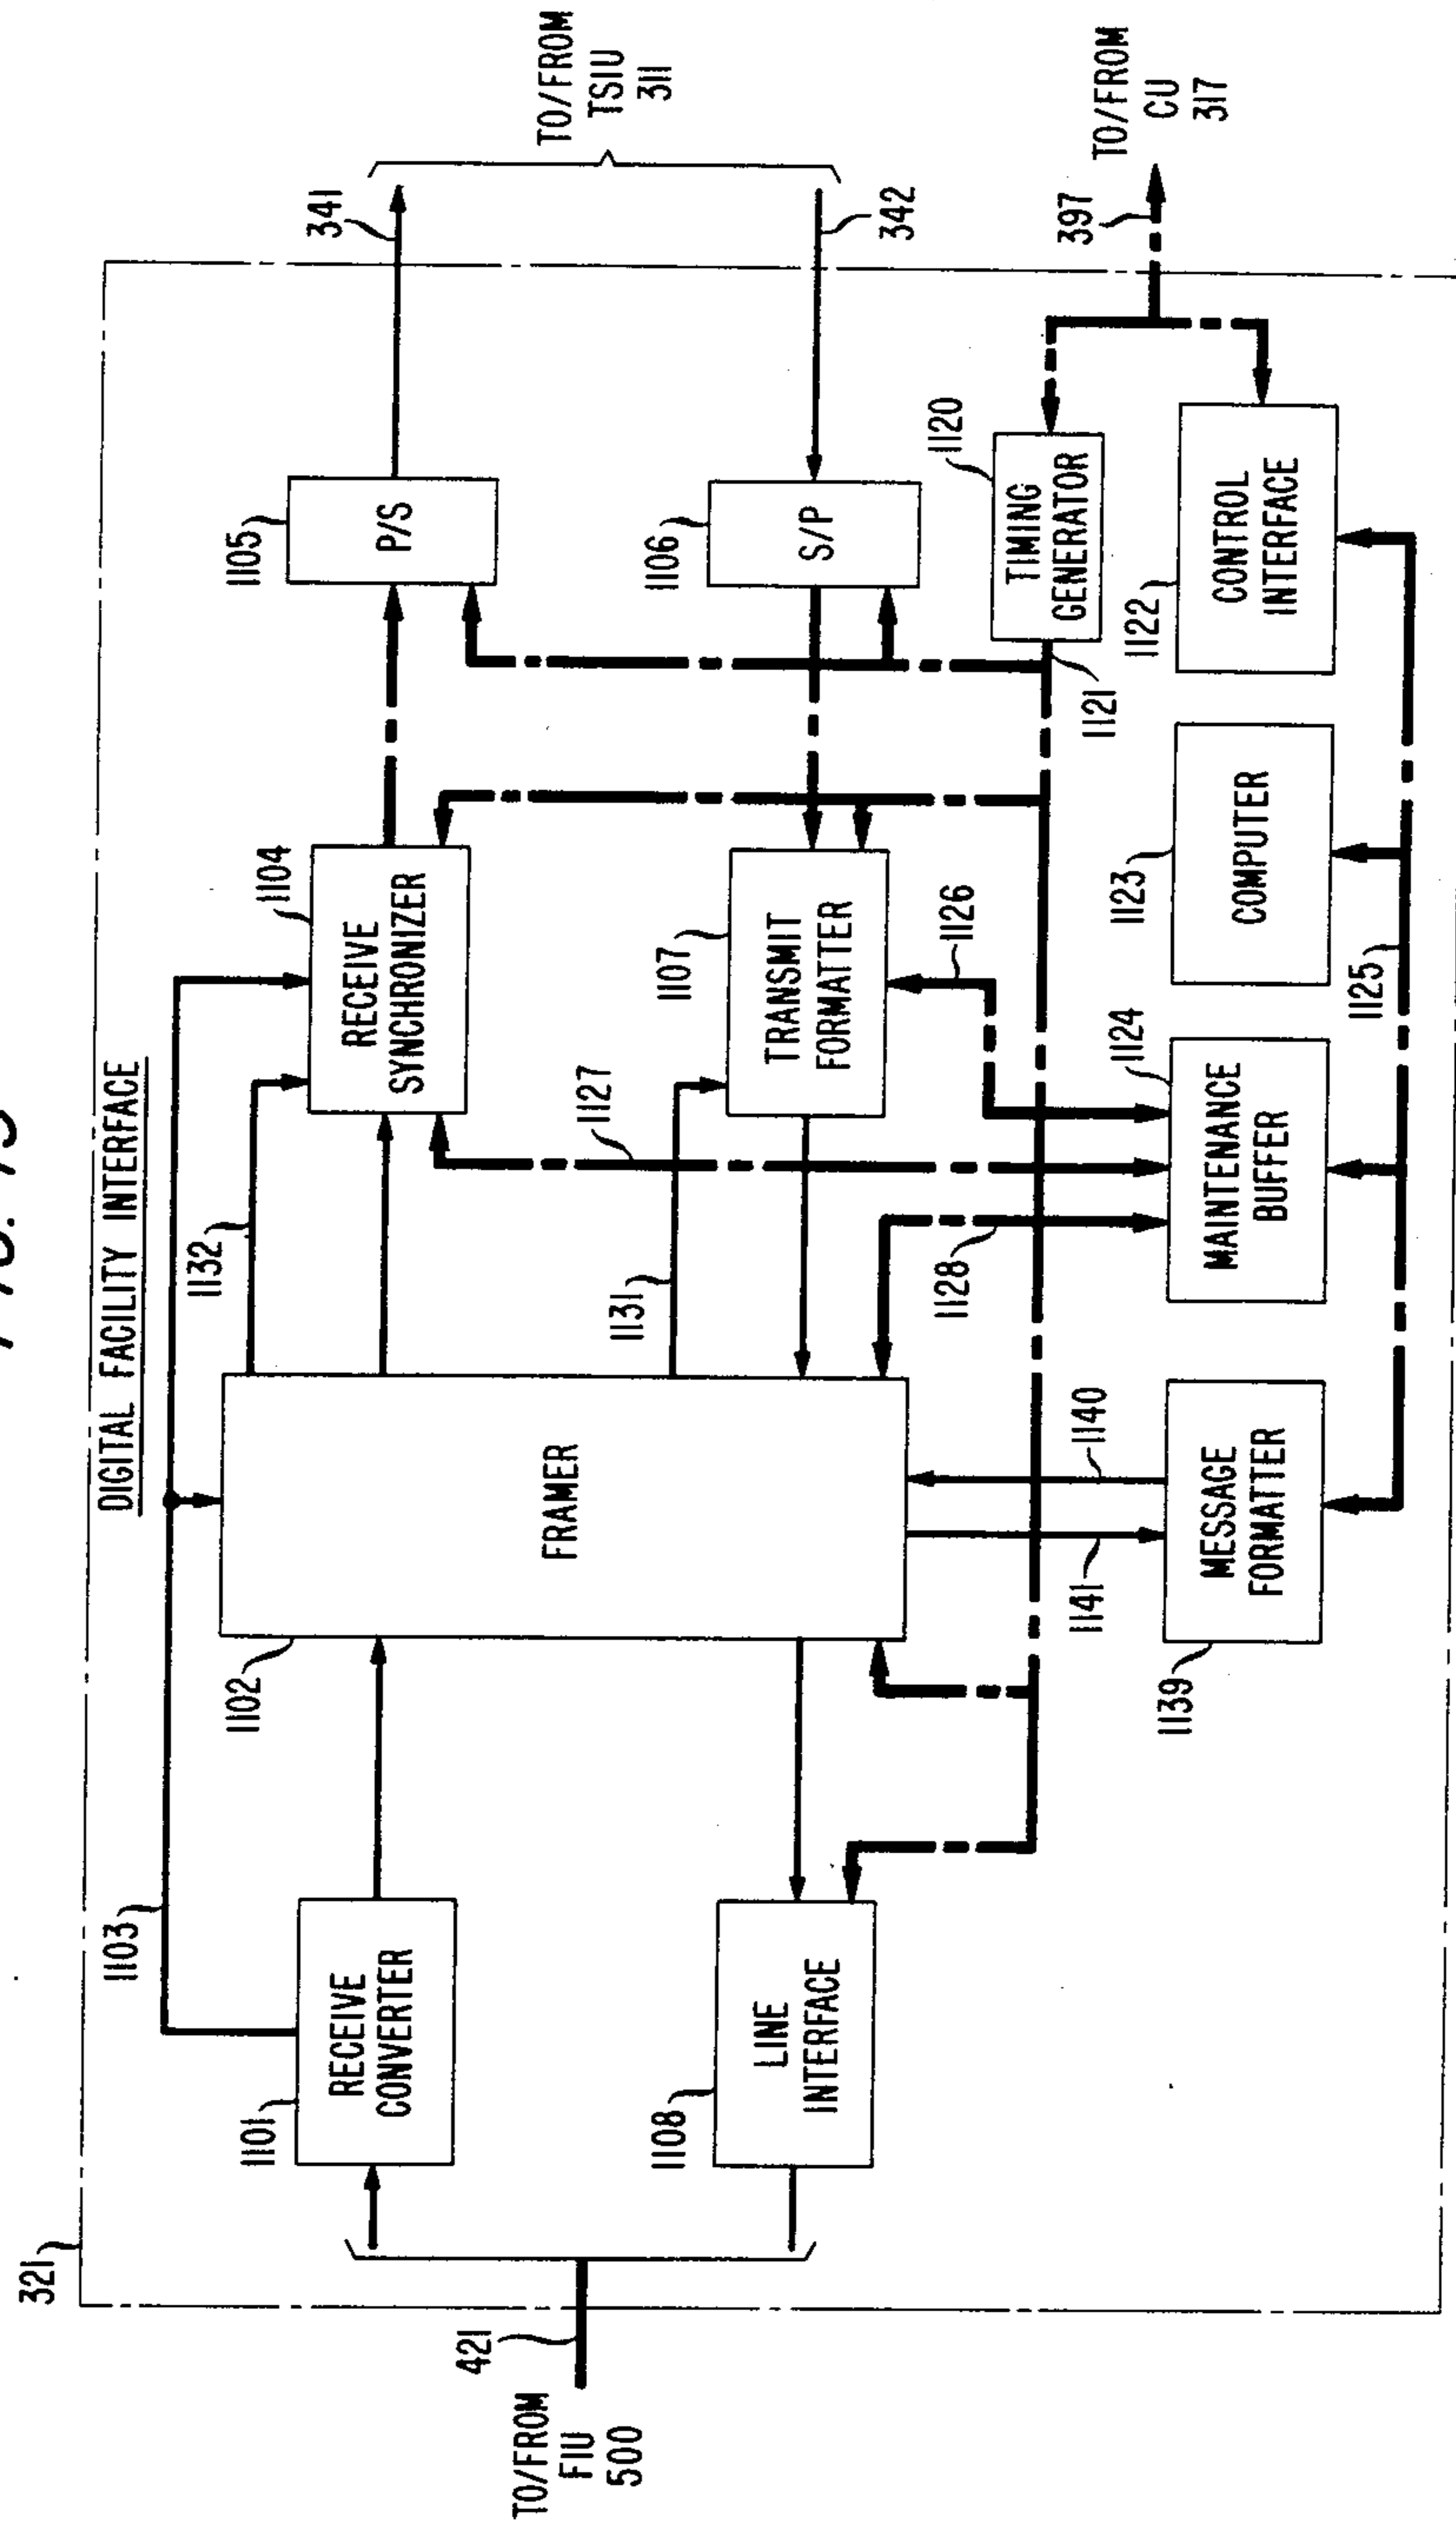 DIGITAL FACILITY INTERFACE
321
TO/FROM
FIU
500
421
1101
RECEIVE
CONVERTER
1103
1102
FRAMER
1132
1104
RECEIVE
SYNCHRONIZER
1105
P/S
341
TO/FROM
TSIU
311
1108
LINE
INTERFACE
1131
1127
1107
TRANSMIT
FORMATTER
1106
S/P
342
1128
1126
1121
1120
TIMING
GENERATOR
397
TO/FROM
CU
317
1139
MESSAGE
FORMATTER
1141
1140
1124
MAINTENANCE
BUFFER
1123
COMPUTER
1122
CONTROL
INTERFACE
1125